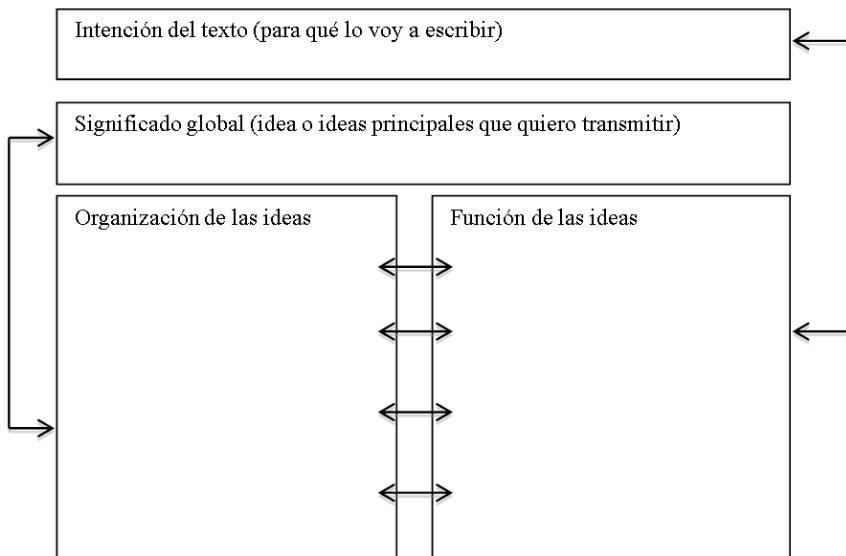 Intención del texto (para qué lo voy a escribir)
Significado global (idea o ideas principales que quiero transmitir)
Organización de las ideas
Función de las ideas